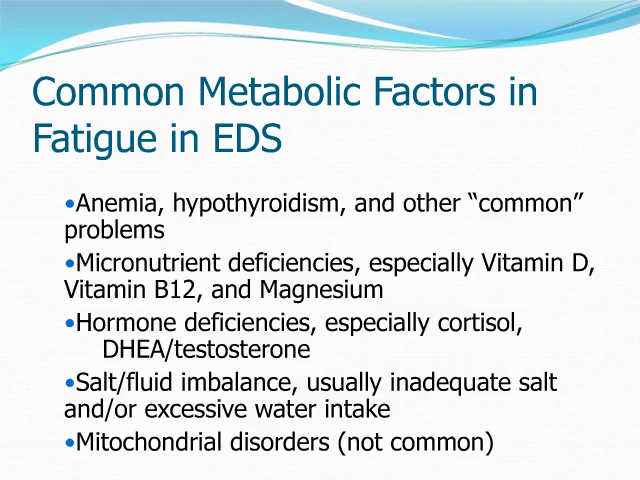 Common Metabolic Factors in
Fatigue in EDS
•Anemia, hypothyroidism, and other “common”
problems
•Micronutrient deficiencies, especially Vitamin D,
Vitamin B12, and Magnesium
•Hormone deficiencies, especially cortisol,
DHEA/testosterone
•Salt/fluid imbalance, usually inadequate salt
and/or excessive water intake
•Mitochondrial disorders (not common)